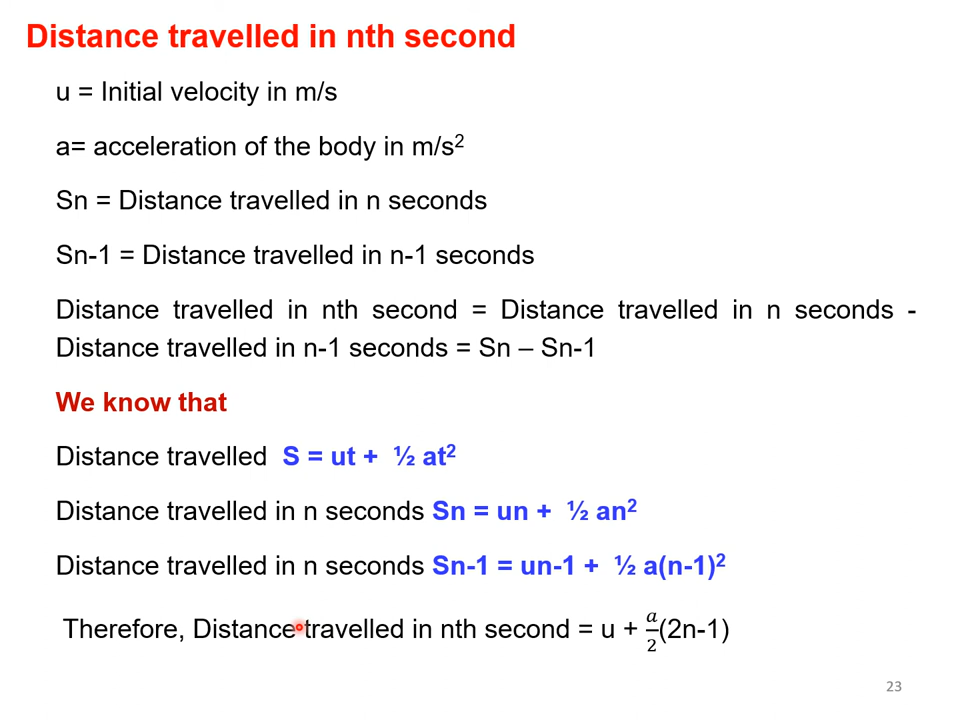 Distance travelled in nth second
u = Initial velocity in m/s
a= acceleration of the body in m/s²
Sn = Distance travelled in n seconds
Sn-1 = Distance travelled in n-1 seconds
Distance travelled in nth second = Distance travelled in n seconds -
Distance travelled in n-1 seconds = Sn – Sn-1
We know that
Distance travelled S = ut + ½ at²
Distance travelled in n seconds Sn = un + ½ an²
Distance travelled in n seconds Sn-1 = un-1 + ½ a(n-1)²
Therefore, Distance travelled in nth second = u + a/2(2n-1)
23